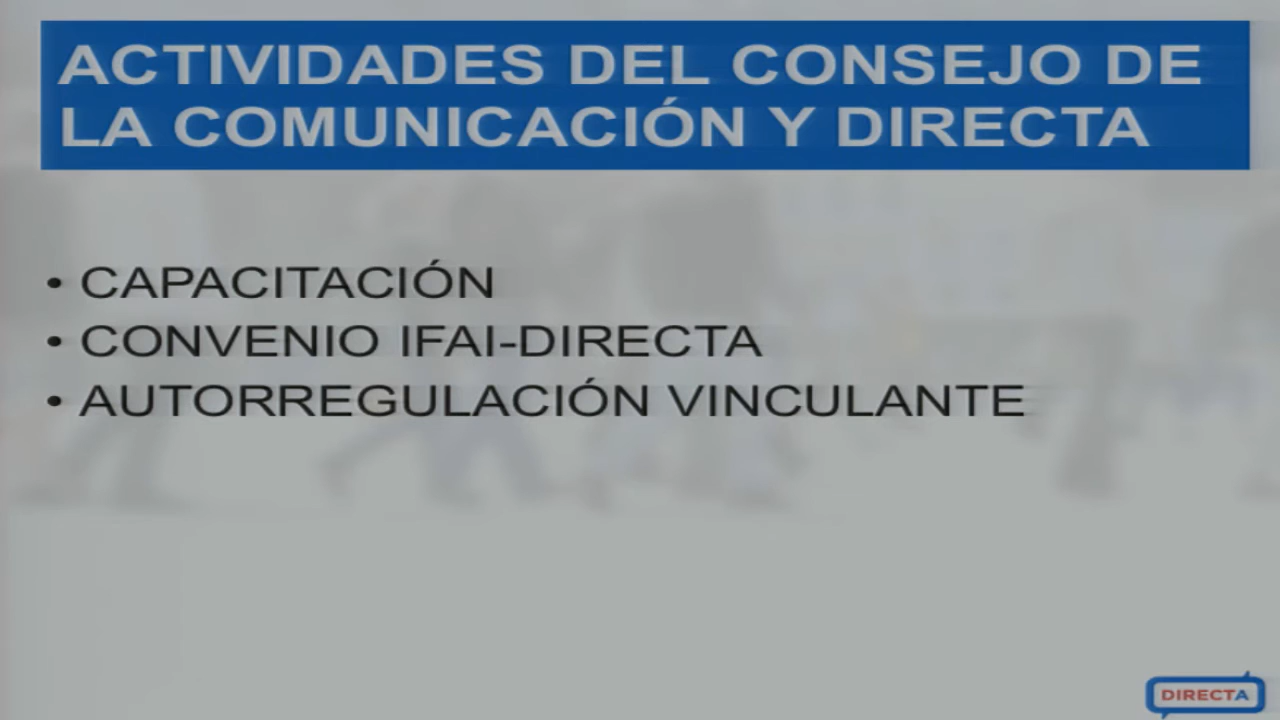 ACTIVIDADES DEL CONSEJO DE
LA COMUNICACIÓN Y DIRECTA
• CAPACITACIÓN
• CONVENIO IFAI-DIRECTA
• AUTORREGULACIÓN VINCULANTE
DIRECTA